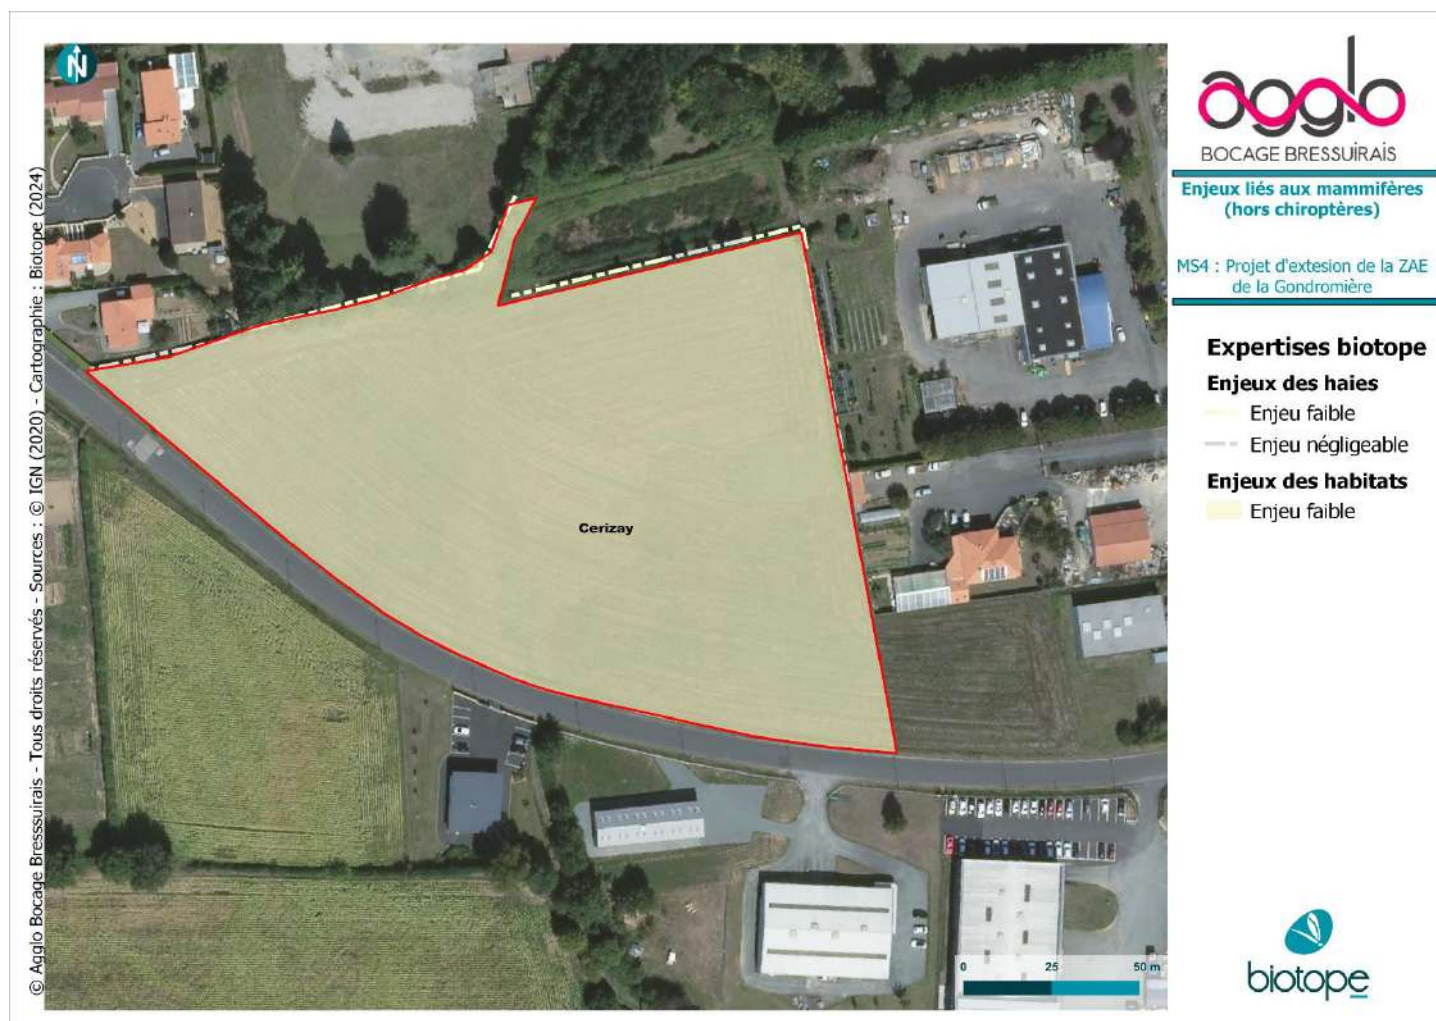 N
© Agglo Bocage Bresssuirais - Tous droits réservés - Sources : © IGN (2020) - Cartographie : Biotope (2024)
Cerizay
0 25 50 m
agglo
BOCAGE BRESSUIRAIS
Enjeux liés aux mammifères
(hors chiroptères)
MS4 : Projet d'extesion de la ZAE
de la Gondromière
Expertises biotope
Enjeux des haies
Enjeu faible
Enjeu négligeable
Enjeux des habitats
Enjeu faible
biotope